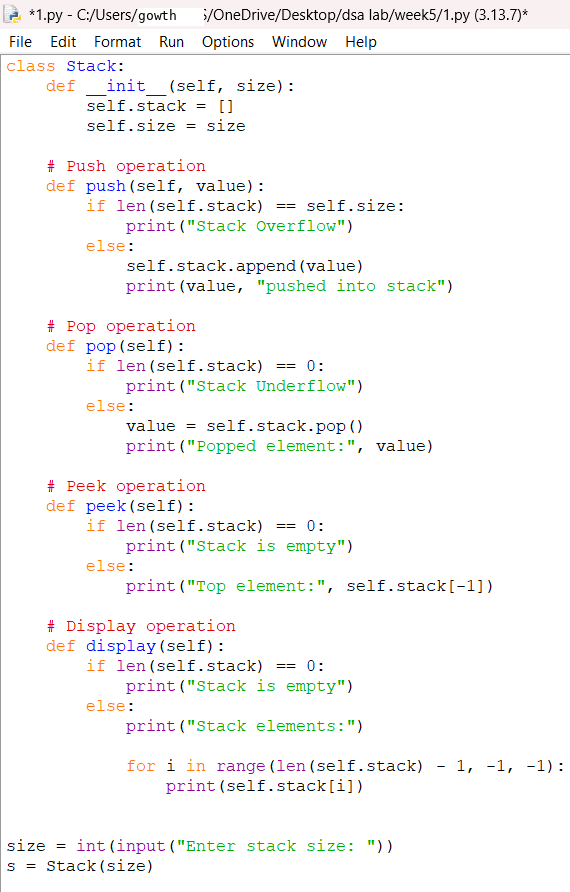 *1.py - C:/Users/gowth /OneDrive/Desktop/dsa lab/week5/1.py (3.13.7)*
File Edit Format Run Options Window Help
class Stack:
    def __init__(self, size):
        self.stack = []
        self.size = size

    # Push operation
    def push(self, value):
        if len(self.stack) == self.size:
            print("Stack Overflow")
        else:
            self.stack.append(value)
            print(value, "pushed into stack")

    # Pop operation
    def pop(self):
        if len(self.stack) == 0:
            print("Stack Underflow")
        else:
            value = self.stack.pop()
            print("Popped element:", value)

    # Peek operation
    def peek(self):
        if len(self.stack) == 0:
            print("Stack is empty")
        else:
            print("Top element:", self.stack[-1])

    # Display operation
    def display(self):
        if len(self.stack) == 0:
            print("Stack is empty")
        else:
            print("Stack elements:")

            for i in range(len(self.stack) - 1, -1, -1):
                print(self.stack[i])


size = int(input("Enter stack size: "))
s = Stack(size)